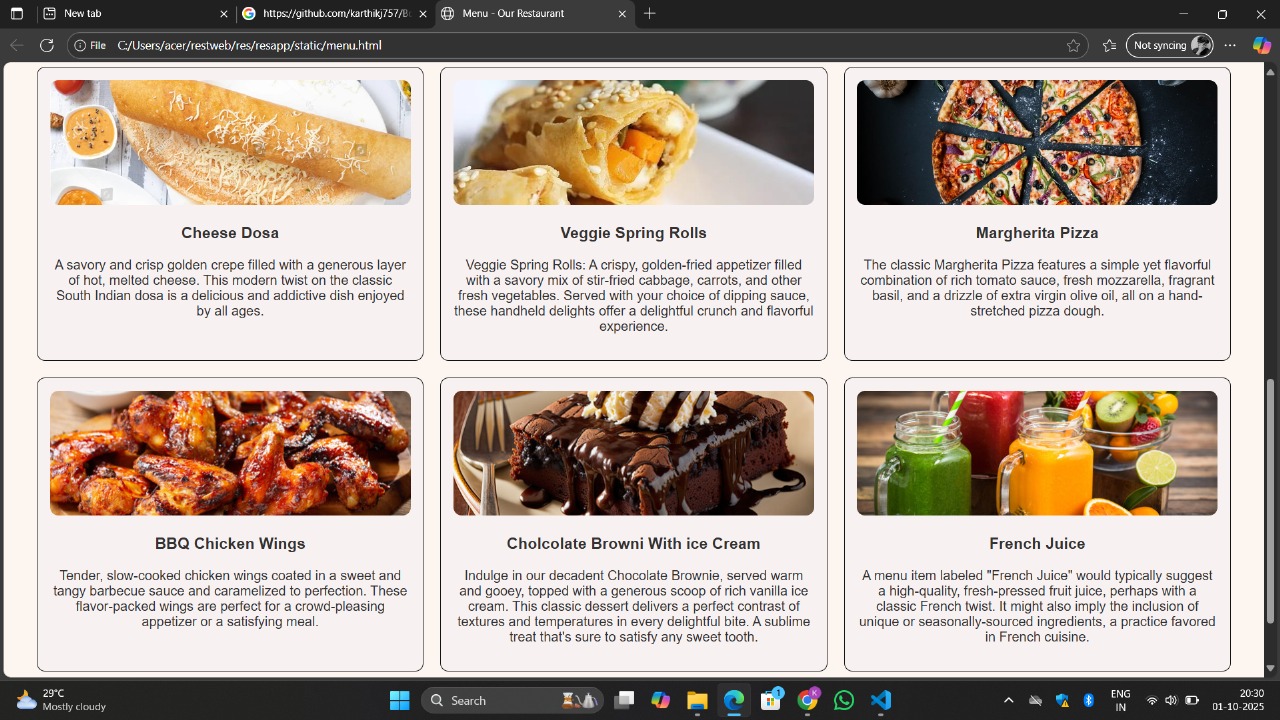 New tab
https://github.com/karthikj757/B
Menu - Our Restaurant
File
C:/Users/acer/restweb/res/resapp/static/menu.html
Not syncing
Cheese Dosa
A savory and crisp golden crepe filled with a generous layer
of hot, melted cheese. This modern twist on the classic
South Indian dosa is a delicious and addictive dish enjoyed
by all ages.
Veggie Spring Rolls
Veggie Spring Rolls: A crispy, golden-fried appetizer filled
with a savory mix of stir-fried cabbage, carrots, and other
fresh vegetables. Served with your choice of dipping sauce,
these handheld delights offer a delightful crunch and flavorful
experience.
Margherita Pizza
The classic Margherita Pizza features a simple yet flavorful
combination of rich tomato sauce, fresh mozzarella, fragrant
basil, and a drizzle of extra virgin olive oil, all on a hand-
stretched pizza dough.
BBQ Chicken Wings
Tender, slow-cooked chicken wings coated in a sweet and
tangy barbecue sauce and caramelized to perfection. These
flavor-packed wings are perfect for a crowd-pleasing
appetizer or a satisfying meal.
Cholcolate Browni With ice Cream
Indulge in our decadent Chocolate Brownie, served warm
and gooey, topped with a generous scoop of rich vanilla ice
cream. This classic dessert delivers a perfect contrast of
textures and temperatures in every delightful bite. A sublime
treat that's sure to satisfy any sweet tooth.
French Juice
A menu item labeled "French Juice" would typically suggest
a high-quality, fresh-pressed fruit juice, perhaps with a
classic French twist. It might also imply the inclusion of
unique or seasonally-sourced ingredients, a practice favored
in French cuisine.
29°C
Mostly cloudy
Search
1
K
ENG
IN
20:30
01-10-2025